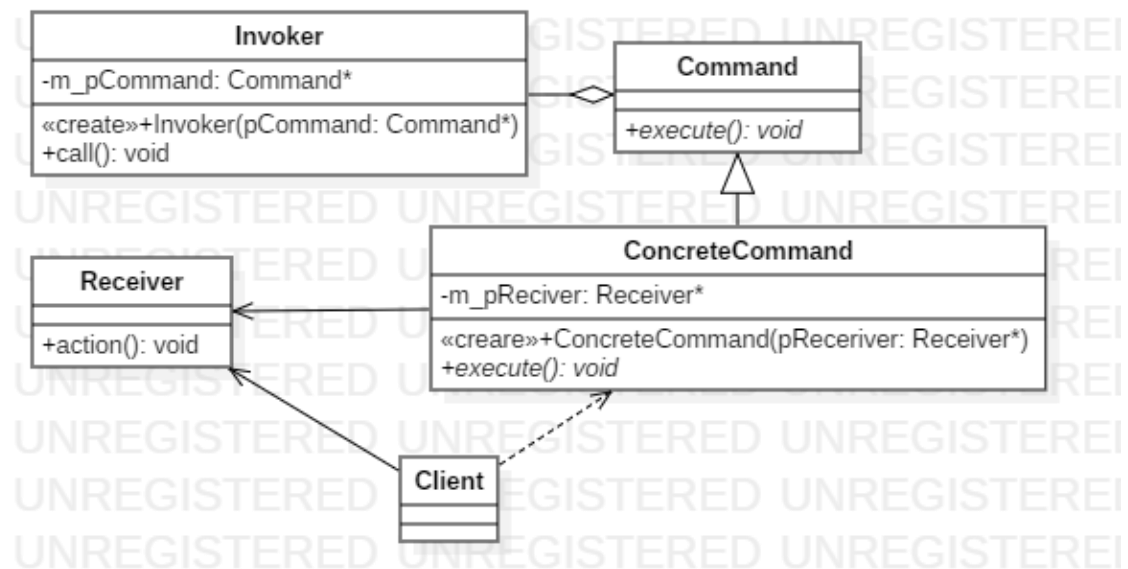 Invoker
-m_pCommand: Command*
«create»+Invoker(pCommand: Command*)
+call(): void
Command
+execute(): void
ConcreteCommand
-m_pReciver: Receiver*
«creare»+ConcreteCommand(pReceriver: Receiver*)
+execute(): void
Receiver
+action(): void
Client
UNREGISTERED UNREGISTERED UNREGISTERED